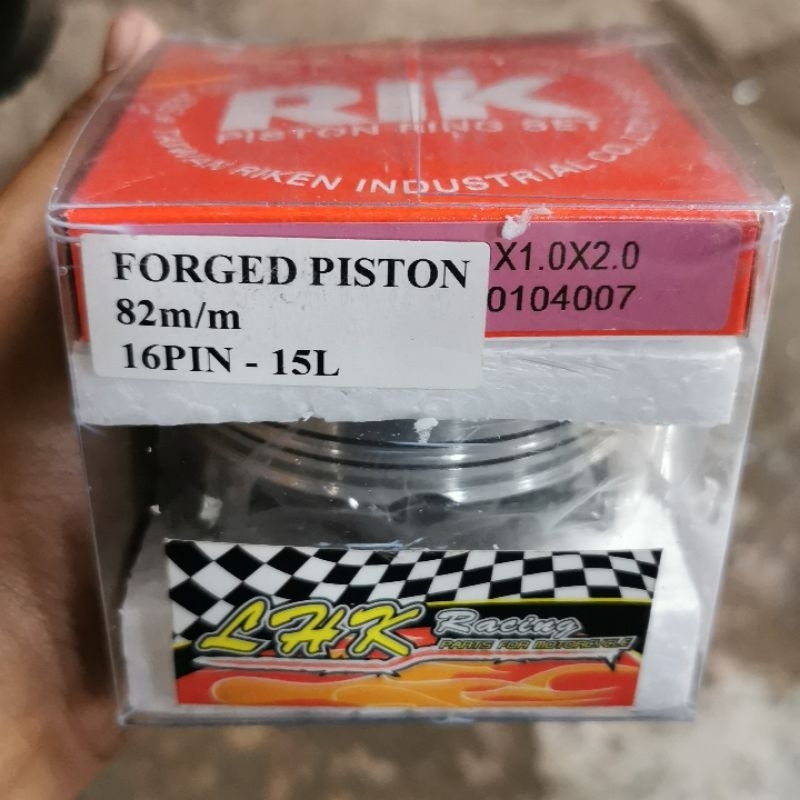 RIK
PISTON RING SET
TAIWAN RIKEN INDUSTRIAL CO.,
FORGED PISTON
82m/m
16PIN - 15L
X1.0X2.0
0104007
LHK Racing
PARTS FOR MOTORCYCLE